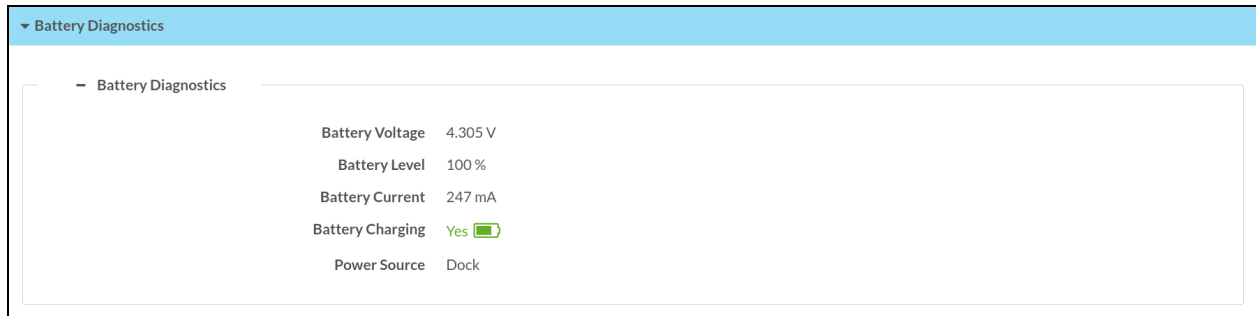 Battery Diagnostics
Battery Diagnostics
Battery Voltage 4.305 V
Battery Level 100 %
Battery Current 247 mA
Battery Charging Yes
Power Source Dock